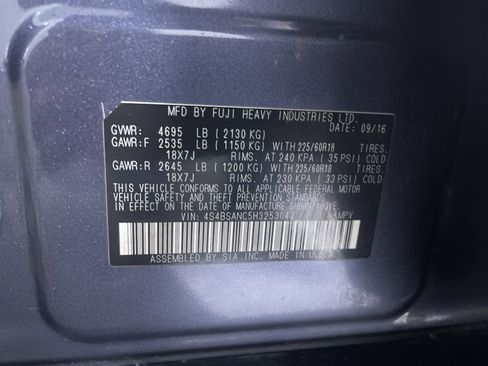 MFD BY FUJI HEAVY INDUSTRIES LTD.
DATE: 09/16
GVWR: 4695 LB (2130 KG)
GAWR:F 2535 LB (1150 KG) WITH 225/60R18 TIRES.
18X7J RIMS. AT 240 KPA (35 PSI) COLD
GAWR:R 2645 LB (1200 KG) WITH 225/60R18 TIRES.
18X7J RIMS. AT 230 KPA (33 PSI) COLD
THIS VEHICLE CONFORMS TO ALL APPLICABLE FEDERAL MOTOR
VEHICLE SAFETY AND THEFT PREVENTION STANDARDS
IN EFFECT ON THE DATE OF MANUFACTURE SHOWN ABOVE.
VIN: 4S4BSANC5H3253042 MPV
ASSEMBLED BY SIA INC. MADE IN